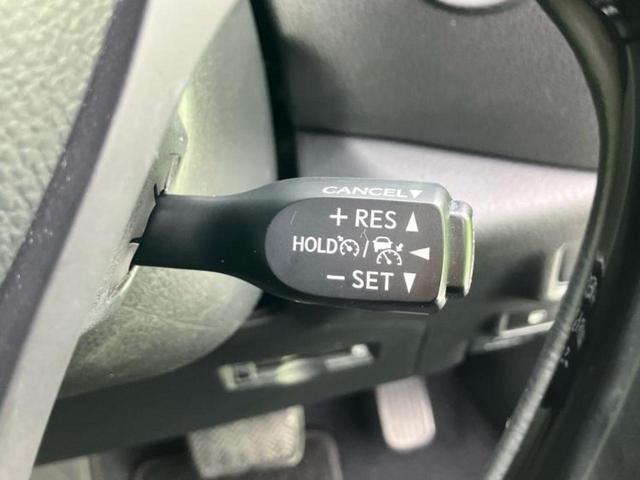 CANCEL▼
+ RES ▲
HOLD / ◀
− SET ▼